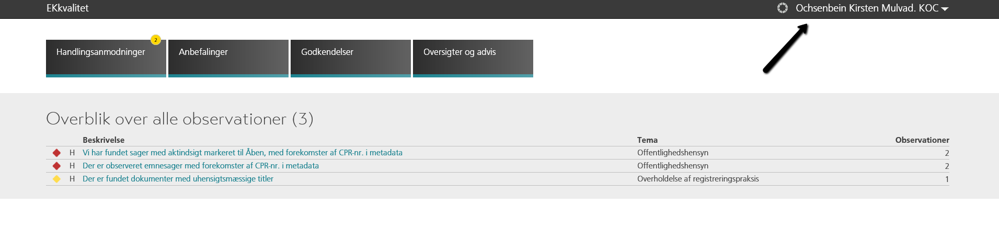 EKkvalitet
Ochsenbein Kirsten Mulvad. KOC
2
Handlingsanmodninger
Anbefalinger
Godkendelser
Oversigter og advis
Overblik over alle observationer (3)
Beskrivelse Tema Observationer
H Vi har fundet sager med aktindsigt markeret til Åben, med forekomster af CPR-nr. i metadata Offentlighedshensyn 2
H Der er observeret emnesager med forekomster af CPR-nr. i metadata Offentlighedshensyn 2
H Der er fundet dokumenter med uhensigtsmæssige titler Overholdelse af registreringspraksis 1